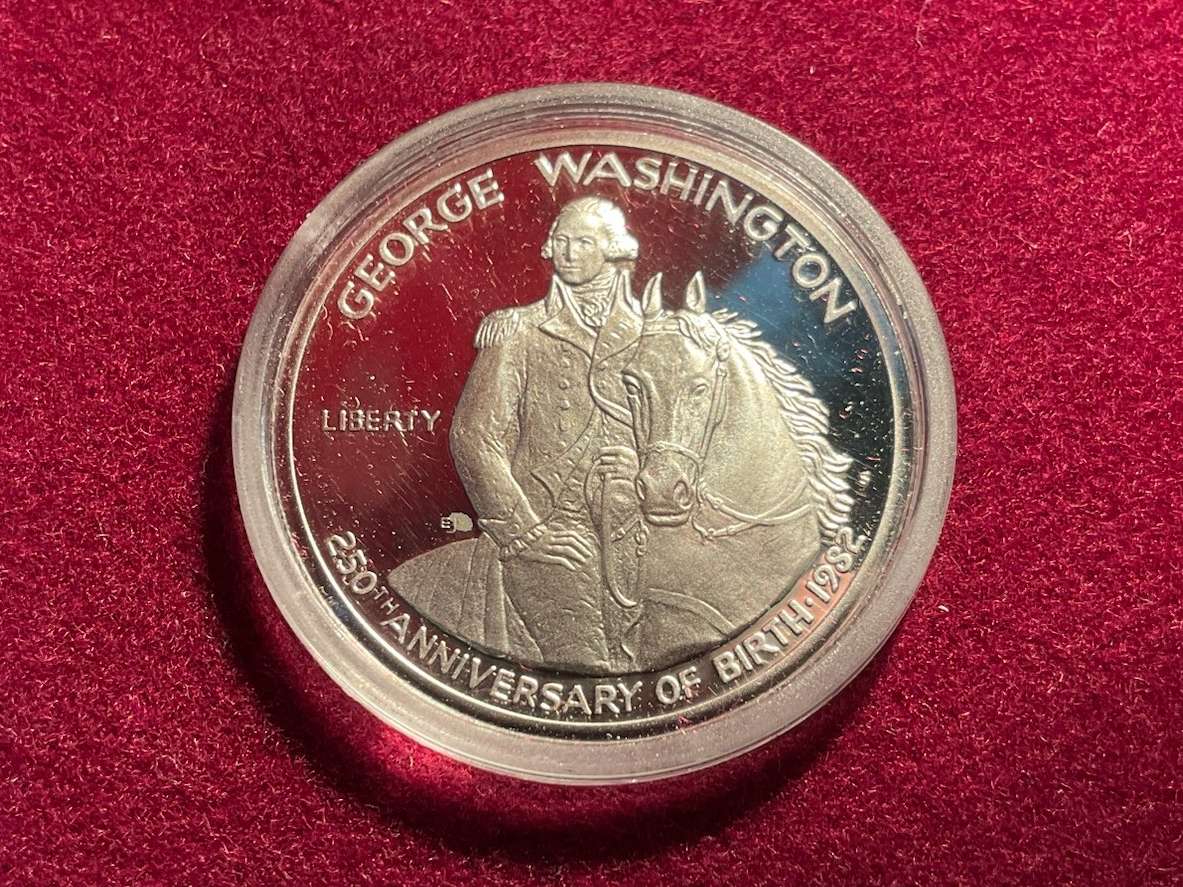 GEORGE WASHINGTON
LIBERTY
250TH ANNIVERSARY OF BIRTH·1982